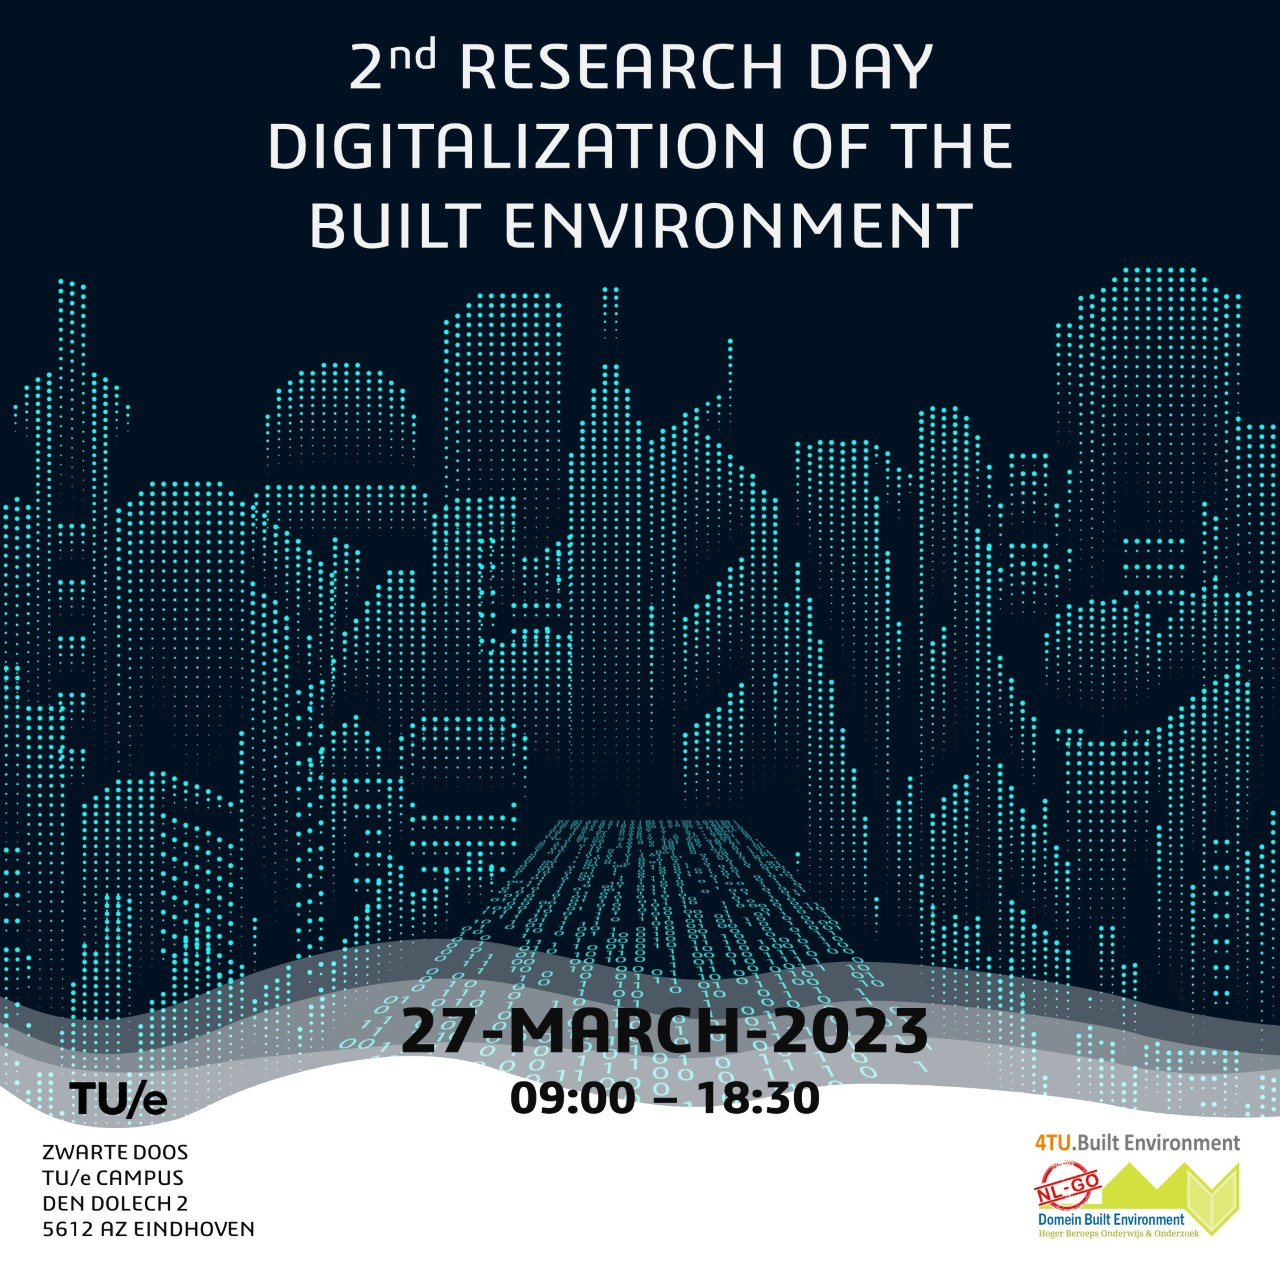 2nd RESEARCH DAY
DIGITALIZATION OF THE
BUILT ENVIRONMENT
27-MARCH-2023
09:00 – 18:30
TU/e
ZWARTE DOOS
TU/e CAMPUS
DEN DOLECH 2
5612 AZ EINDHOVEN
4TU.Built Environment
NL-GO
Domein Built Environment
Hoger Beroeps Onderwijs & Onderzoek